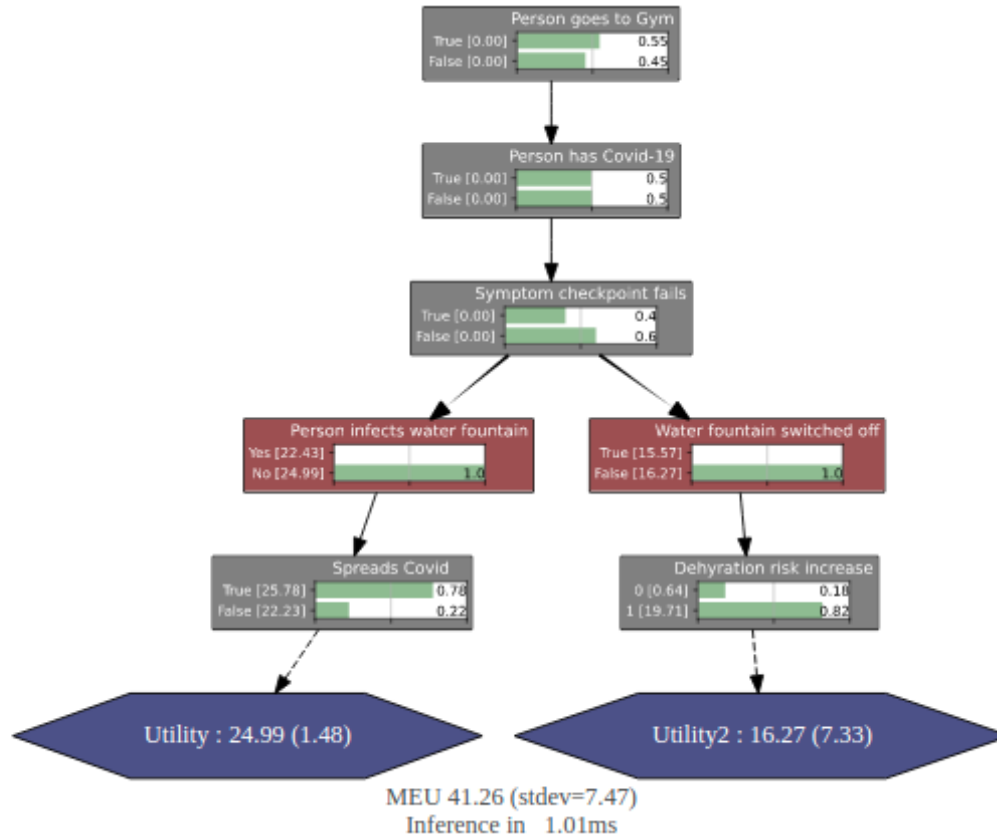 Person goes to Gym
True [0.00] 0.55
False [0.00] 0.45
Person has Covid-19
True [0.00] 0.5
False [0.00] 0.5
Symptom checkpoint fails
True [0.00] 0.4
False [0.00] 0.6
Person infects water fountain
Yes [22.43]
No [24.99] 1.0
Water fountain switched off
True [15.57]
False [16.27] 1.0
Spreads Covid
True [25.78] 0.78
False [22.23] 0.22
Dehyration risk increase
0 [0.64] 0.18
1 [19.71] 0.82
Utility : 24.99 (1.48)
Utility2 : 16.27 (7.33)
MEU 41.26 (stdev=7.47)
Inference in 1.01ms